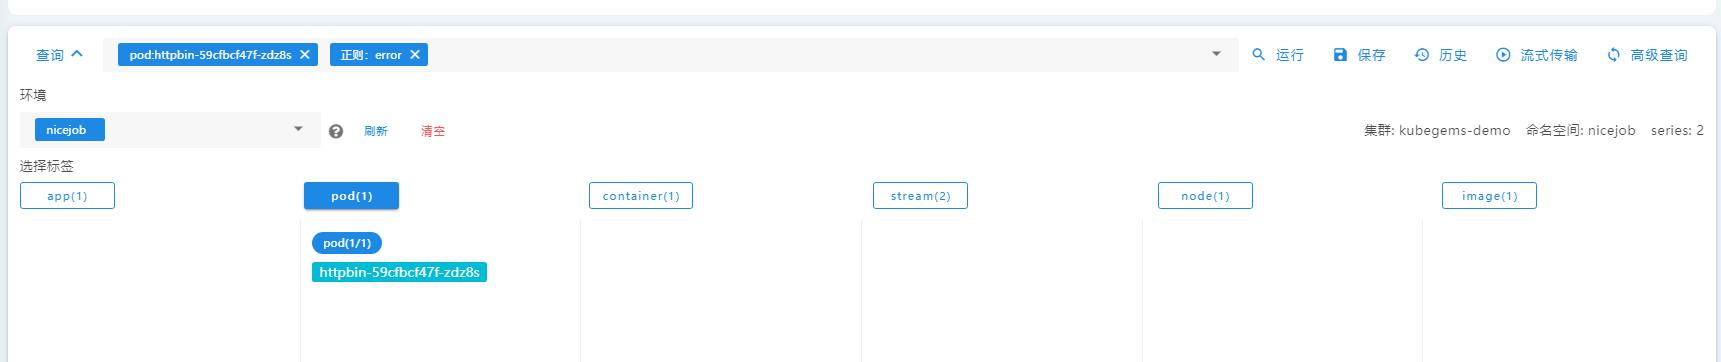 查询 pod:httpbin-59cfbcf47f-zdz8s 正则：error 运行 保存 历史 流式传输 高级查询
环境
nicejob 刷新 清空 集群: kubegems-demo 命名空间: nicejob series: 2
选择标签
app(1) pod(1) container(1) stream(2) node(1) image(1)
pod(1/1)
httpbin-59cfbcf47f-zdz8s